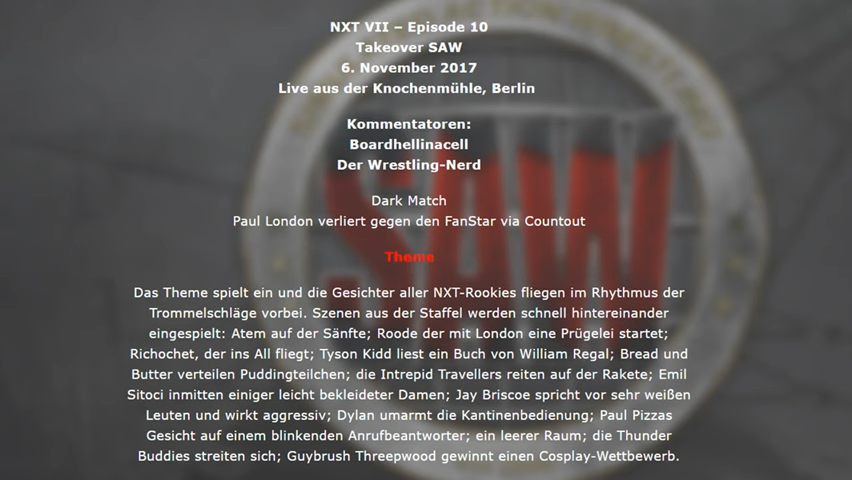 NXT VII – Episode 10
Takeover SAW
6. November 2017
Live aus der Knochenmühle, Berlin
Kommentatoren:
Boardhellinacell
Der Wrestling-Nerd
Dark Match
Paul London verliert gegen den FanStar via Countout
Theme
Das Theme spielt ein und die Gesichter aller NXT-Rookies fliegen im Rhythmus der
Trommelschläge vorbei. Szenen aus der Staffel werden schnell hintereinander
eingespielt: Atem auf der Sänfte; Roode der mit London eine Prügelei startet;
Richochet, der ins All fliegt; Tyson Kidd liest ein Buch von William Regal; Bread und
Butter verteilen Puddingteilchen; die Intrepid Travellers reiten auf der Rakete; Emil
Sitoci inmitten einiger leicht bekleideter Damen; Jay Briscoe spricht vor sehr weißen
Leuten und wirkt aggressiv; Dylan umarmt die Kantinenbedienung; Paul Pizzas
Gesicht auf einem blinkenden Anrufbeantworter; ein leerer Raum; die Thunder
Buddies streiten sich; Guybrush Threepwood gewinnt einen Cosplay-Wettbewerb.
SAW